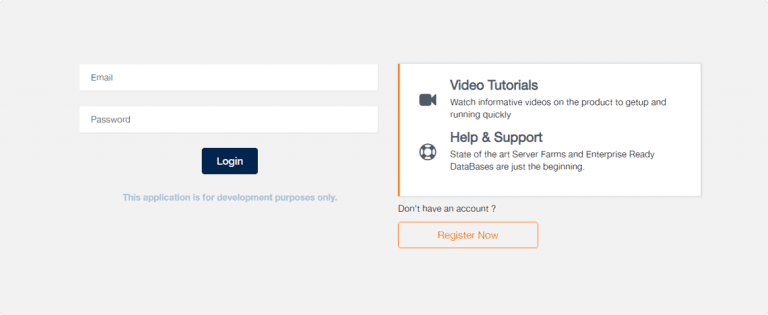 Email
Password
Login
This application is for development purposes only.
Video Tutorials
Watch informative videos on the product to getup and
running quickly
Help & Support
State of the art Server Farms and Enterprise Ready
DataBases are just the beginning.
Don't have an account ?
Register Now